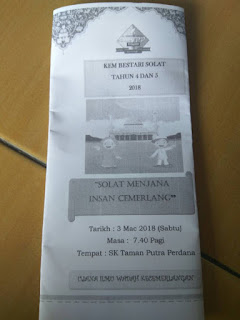 KEM BESTARI SOLAT
TAHUN 4 DAN 5
2018
"SOLAT MENJANA
INSAN CEMERLANG"
Tarikh : 3 Mac 2018 (Sabtu)
Masa : 7.40 Pagi
Tempat : SK Taman Putra Perdana